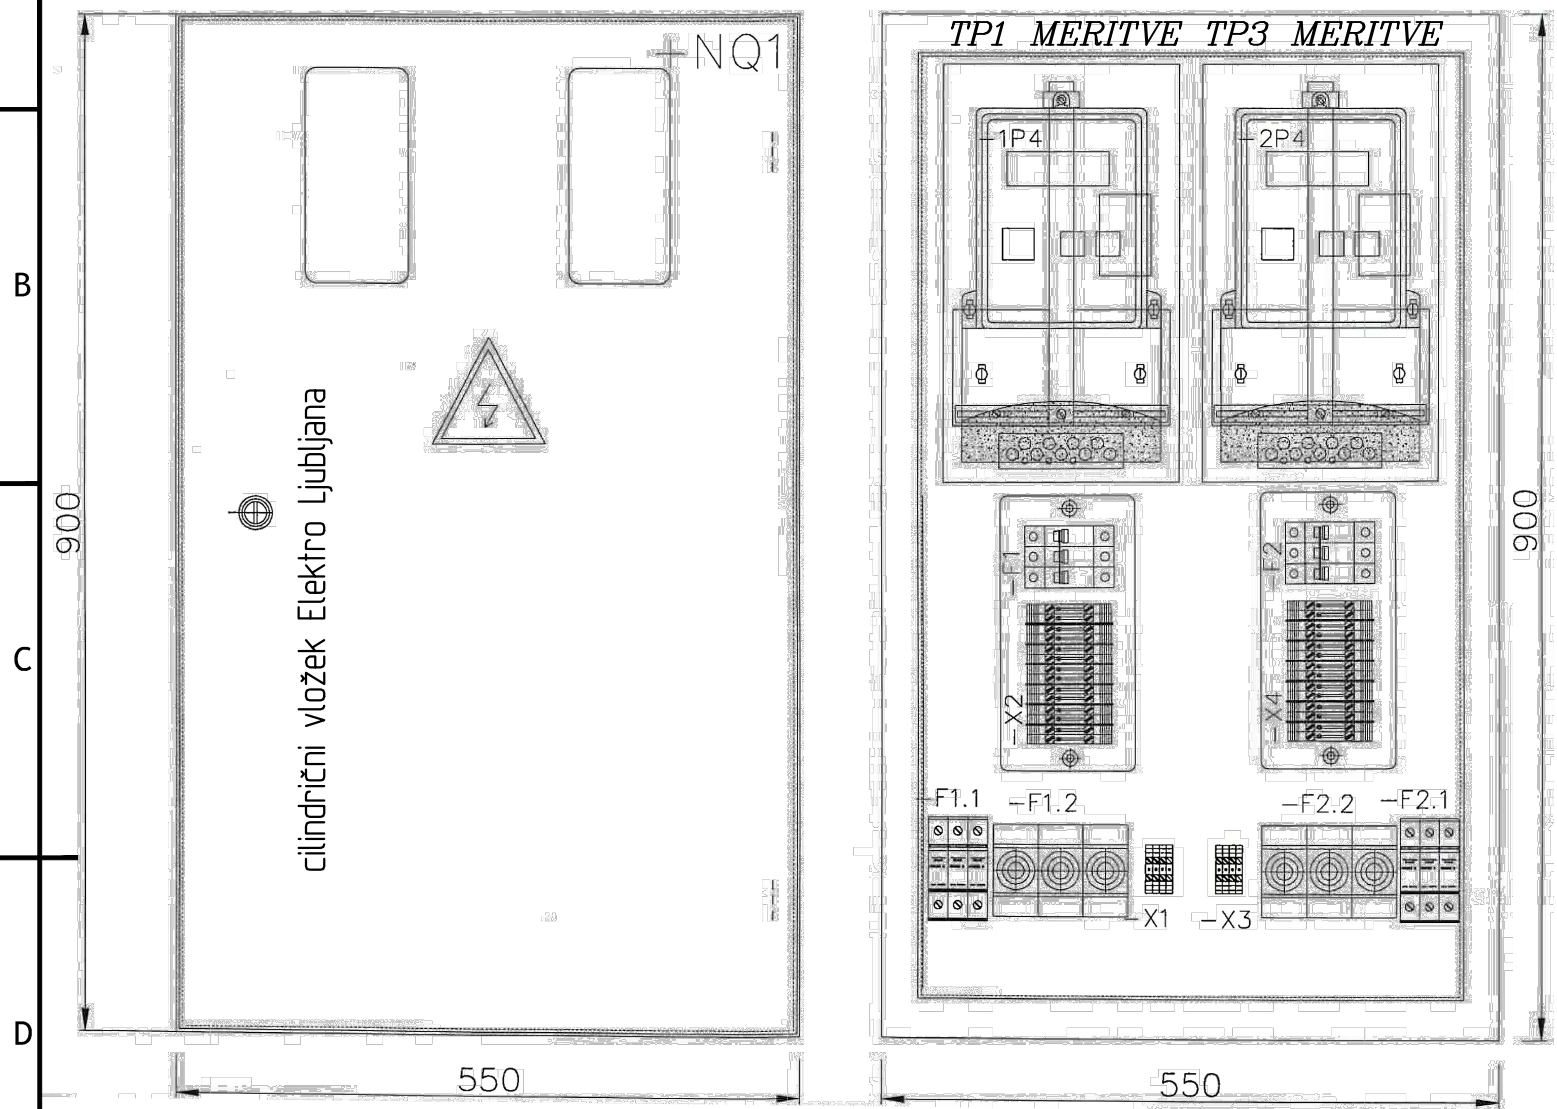 +NQ1
B
C
D
900
cilindrični vložek Elektro Ljubljana
550
TP1 MERITVE TP3 MERITVE
-1P4
-2P4
-F1
-F2
-X2
-X4
-F1.1
-F1.2
-F2.2
-F2.1
-X1
-X3
900
550